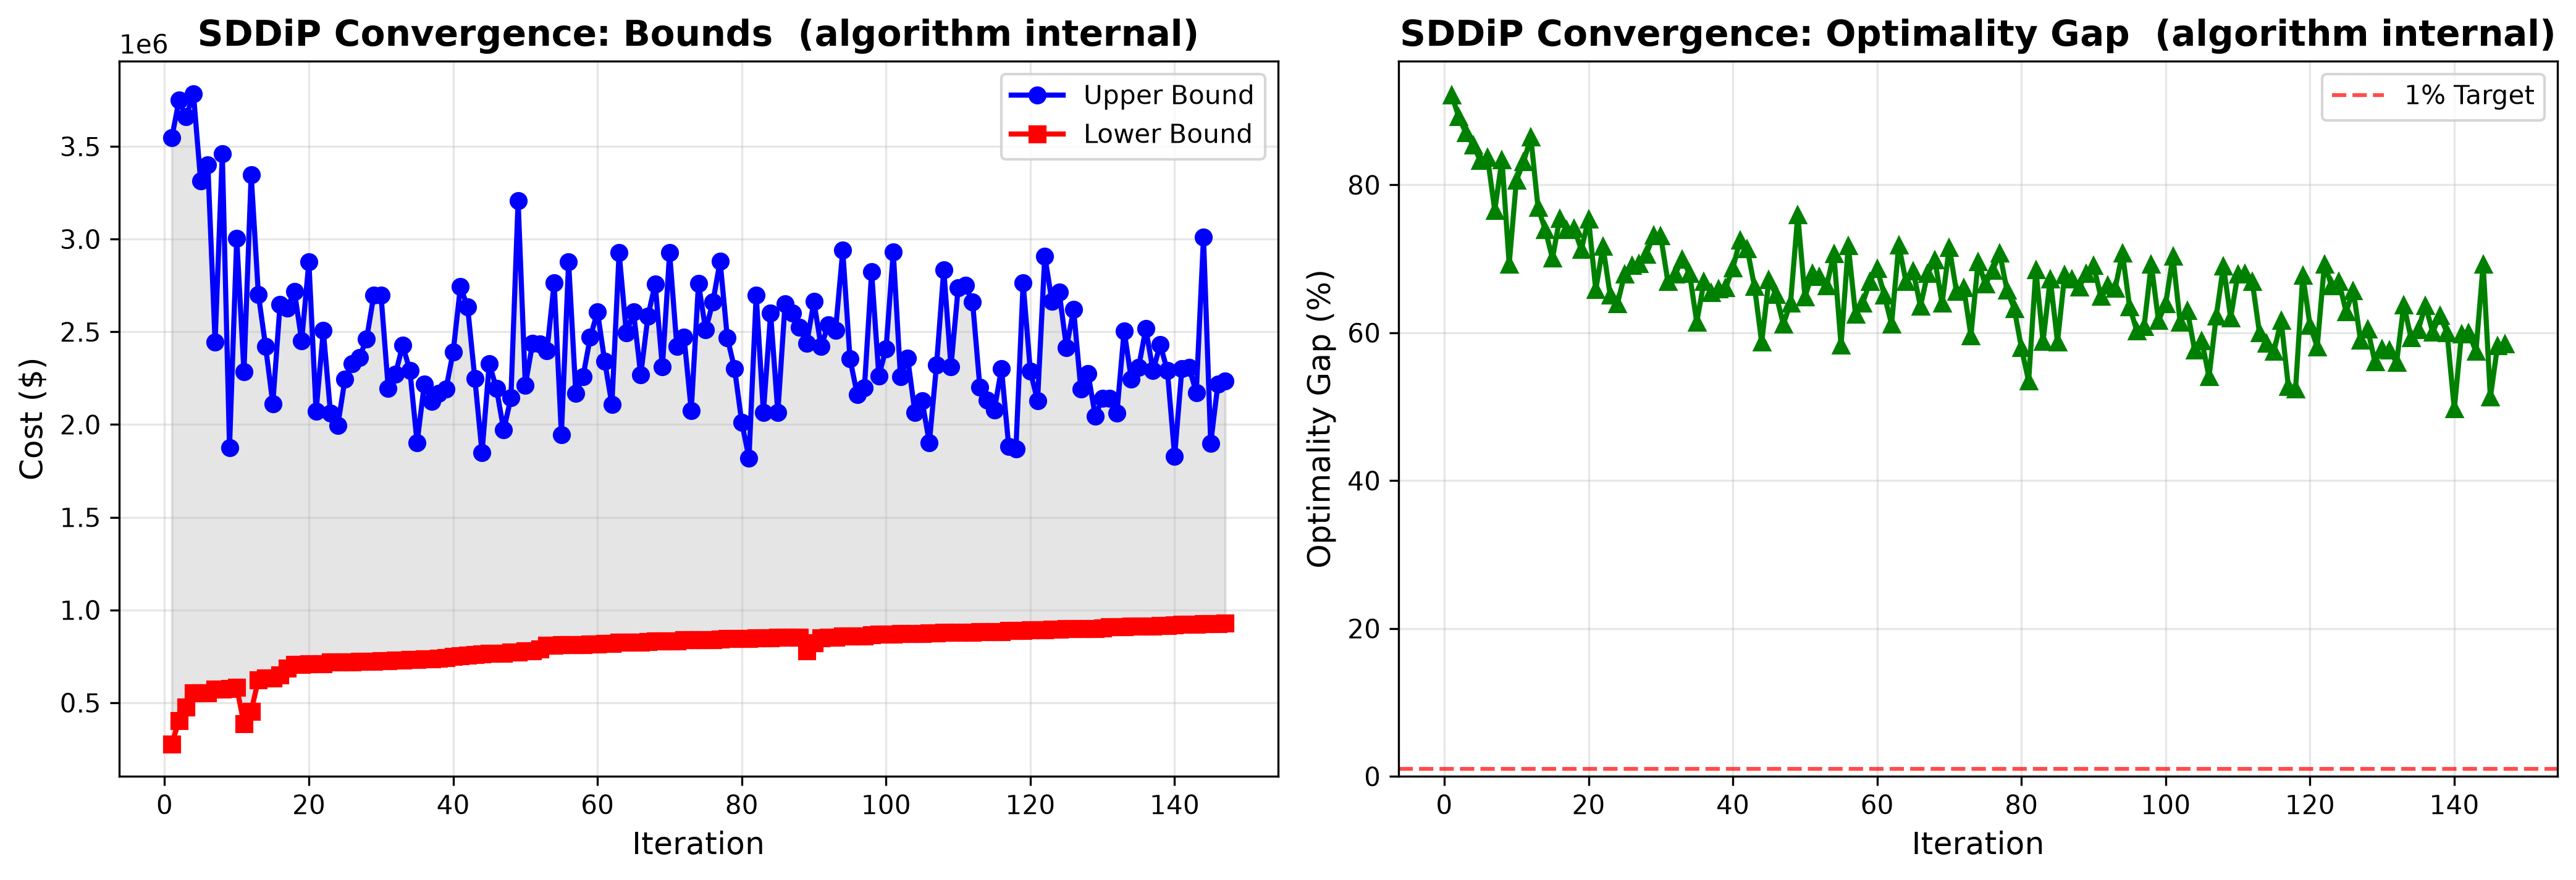 SDDiP Convergence: Bounds  (algorithm internal)
1e6
Upper Bound
Lower Bound
3.5
3.0
2.5
2.0
1.5
1.0
0.5
Cost ($)
0 20 40 60 80 100 120 140
Iteration
SDDiP Convergence: Optimality Gap  (algorithm internal)
1% Target
80
60
40
20
0
Optimality Gap (%)
0 20 40 60 80 100 120 140
Iteration